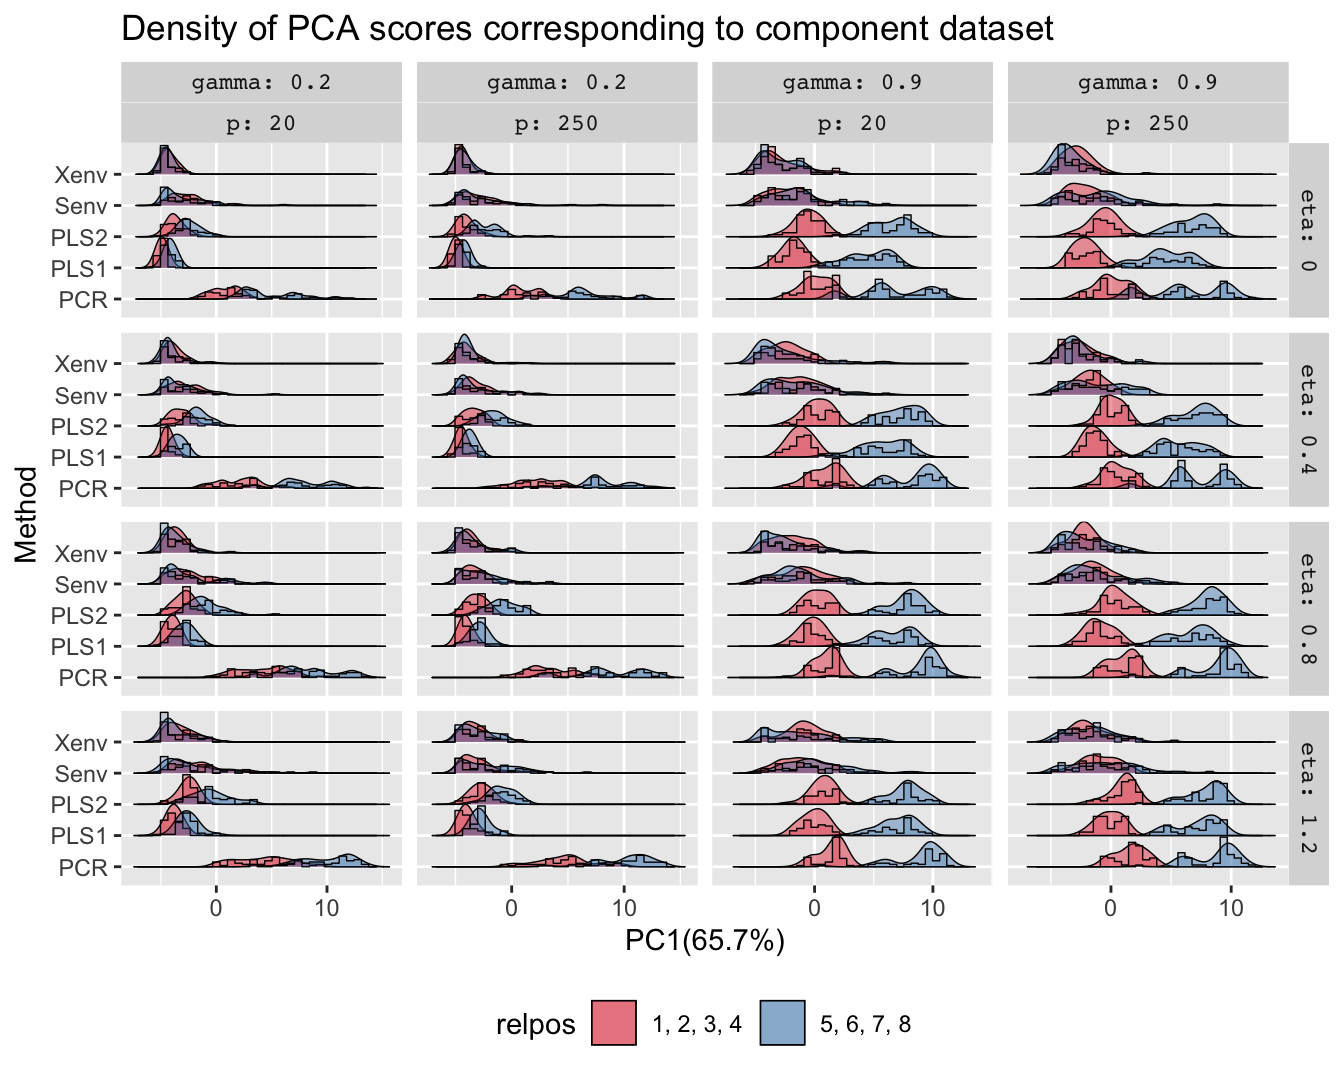 Density of PCA scores corresponding to component dataset
gamma: 0.2
gamma: 0.2
gamma: 0.9
gamma: 0.9
p: 20
p: 250
p: 20
p: 250
Xenv
Senv
PLS2
PLS1
PCR
eta: 0
Xenv
Senv
PLS2
PLS1
PCR
eta: 0.4
Xenv
Senv
PLS2
PLS1
PCR
eta: 0.8
Xenv
Senv
PLS2
PLS1
PCR
eta: 1.2
Method
0 10 0 10 0 10 0 10
PC1(65.7%)
relpos 1, 2, 3, 4 5, 6, 7, 8